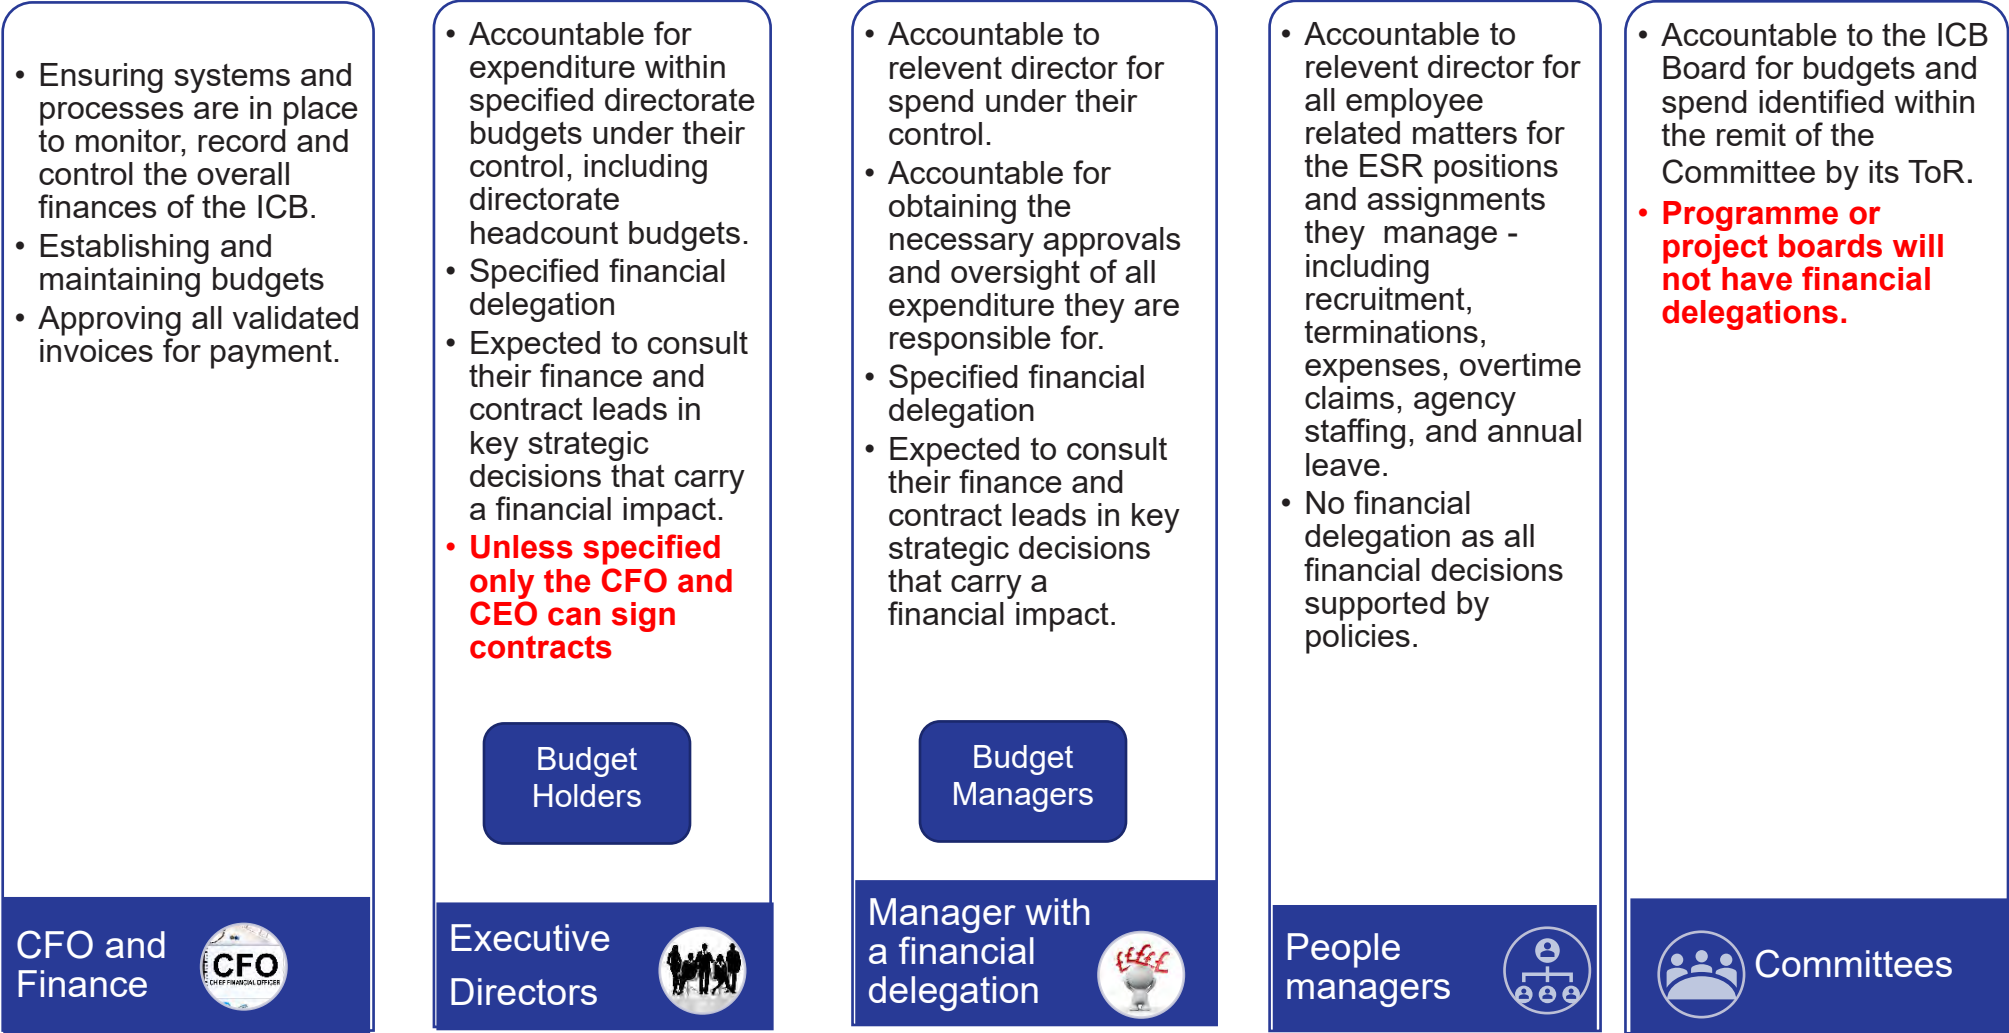 • Ensuring systems and
processes are in place
to monitor, record and
control the overall
finances of the ICB.
• Establishing and
maintaining budgets
• Approving all validated
invoices for payment.
CFO and
Finance
CFO
CHIEF FINANCIAL OFFICER
• Accountable for
expenditure within
specified directorate
budgets under their
control, including
directorate
headcount budgets.
• Specified financial
delegation
• Expected to consult
their finance and
contract leads in
key strategic
decisions that carry
a financial impact.
• Unless specified
only the CFO and
CEO can sign
contracts
Budget
Holders
Executive
Directors
• Accountable to
relevent director for
spend under their
control.
• Accountable for
obtaining the
necessary approvals
and oversight of all
expenditure they are
responsible for.
• Specified financial
delegation
• Expected to consult
their finance and
contract leads in key
strategic decisions
that carry a
financial impact.
Budget
Managers
Manager with
a financial
delegation
£££££
• Accountable to
relevent director for
all employee
related matters for
the ESR positions
and assignments
they  manage -
including
recruitment,
terminations,
expenses, overtime
claims, agency
staffing, and annual
leave.
• No financial
delegation as all
financial decisions
supported by
policies.
People
managers
• Accountable to the ICB
Board for budgets and
spend identified within
the remit of the
Committee by its ToR.
• Programme or
project boards will
not have financial
delegations.
Committees